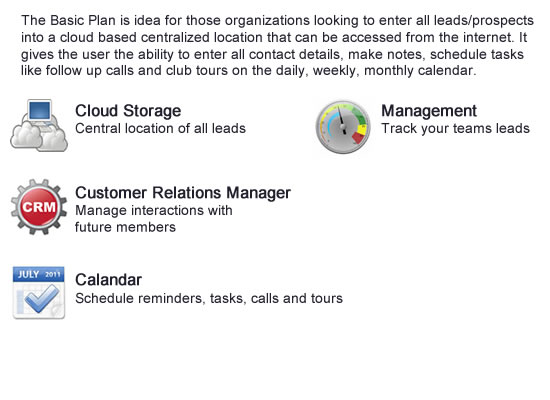 The Basic Plan is idea for those organizations looking to enter all leads/prospects
into a cloud based centralized location that can be accessed from the internet. It
gives the user the ability to enter all contact details, make notes, schedule tasks
like follow up calls and club tours on the daily, weekly, monthly calendar.
Cloud Storage
Central location of all leads
Management
Track your teams leads
CRM
Customer Relations Manager
Manage interactions with
future members
JULY 2011
Calandar
Schedule reminders, tasks, calls and tours